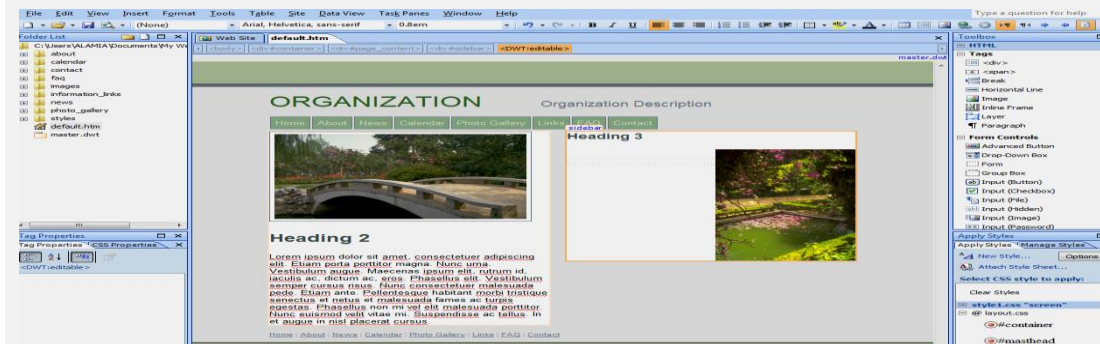 File Edit View Insert Format Tools Table Site Data View Task Panes Window Help
Type a question for help
(None)
Arial, Helvetica, sans-serif
0.8em
B I U
Folder List
C:\Users\ALAMIA\Documents\My W
about
calendar
contact
faq
images
information_links
news
photo_gallery
styles
default.htm
master.dwt
Tag Properties
Tag Properties CSS Properties
<DWT:editable>
Web Site default.htm
<body> <div #container> <div #page_content> <div #sidebar> <DWT:editable>
master.dwt
ORGANIZATION
Organization Description
Home About News Calendar Photo Gallery Links FAQ Contact
sidebar
Heading 3
Heading 2
Lorem ipsum dolor sit amet, consectetuer adipiscing
elit. Etiam porta porttitor magna. Nunc urna.
Vestibulum augue. Maecenas ipsum elit, rutrum id,
iaculis ac, dictum ac, eros. Phasellus elit. Vestibulum
semper cursus risus. Nunc consectetuer malesuada
pede. Etiam ante. Pellentesque habitant morbi tristique
senectus et netus et malesuada fames ac turpis
egestas. Phasellus non mi vel elit malesuada porttitor.
Nunc euismod velit vitae mi. Suspendisse ac tellus. In
et augue in nisl placerat cursus.
Home | About | News | Calendar | Photo Gallery | Links | FAQ | Contact
Toolbox
HTML
Tags
<div>
<span>
Break
Horizontal Line
Image
Inline Frame
Layer
Paragraph
Form Controls
Advanced Button
Drop-Down Box
Form
Group Box
Input (Button)
Input (Checkbox)
Input (File)
Input (Hidden)
Input (Image)
Input (Password)
Apply Styles
Apply Styles Manage Styles
New Style... Options
Attach Style Sheet...
Select CSS style to apply:
Clear Styles
style1.css "screen"
@ layout.css
#container
#masthead